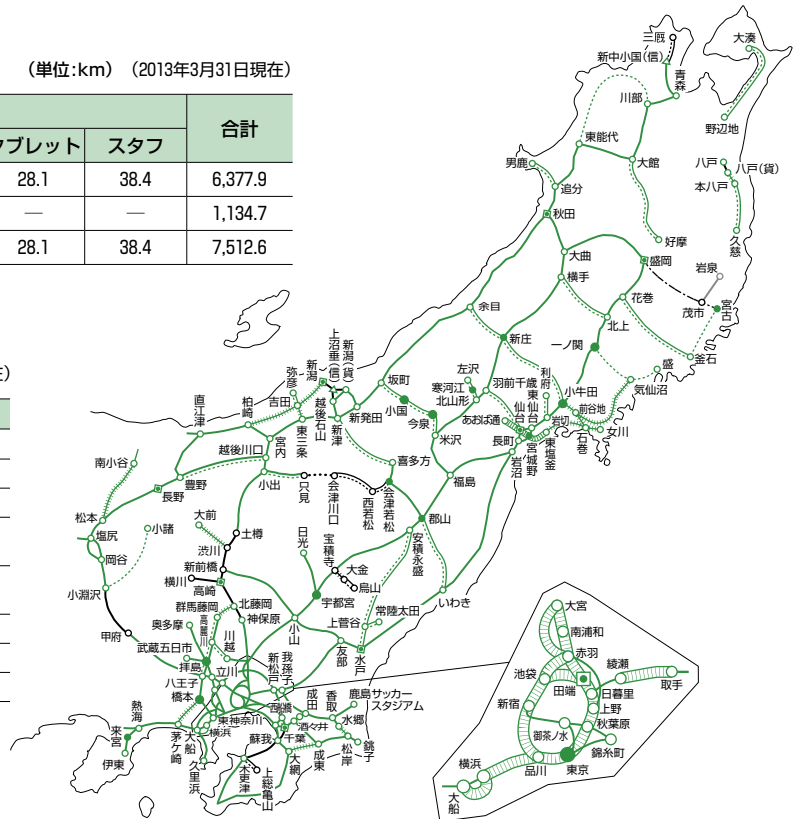 (単位:km) (2013年3月31日現在)
合計
ブレット スタフ
28.1 38.4 6,377.9
— — 1,134.7
28.1 38.4 7,512.6
三厩
大湊
新中小国(信)
青森
川部
野辺地
東能代
大館
男鹿
追分
八戸
八戸(貨)
本八戸
秋田
好摩
久慈
大曲
盛岡
岩泉
横手
花巻
茂市
宮古
余目
北上
新庄
一ノ関
釜石
盛
気仙沼
左沢
寒河江
北山形
羽前千歳
利府
小牛田
東仙台
仙台
あおば通
岩切
前谷地
女川
石巻
長町
宮城野
東塩釜
岩沼
上沼垂(信)
新潟(貨)
新潟
弥彦
吉田
越後石山
坂町
小国
今泉
米沢
新発田
新津
東三条
柏崎
直江津
宮内
越後川口
喜多方
福島
南小谷
豊野
長野
小出
只見
会津川口
西若松
会津若松
郡山
松本
塩尻
小諸
大前
土樽
日光
宝積寺
大金
烏山
安積永盛
岡谷
渋川
新前橋
横川
高崎
宇都宮
いわき
小淵沢
群馬藤岡
北藤岡
神保原
小山
上菅谷
常陸太田
甲府
奥多摩
高麗川
川越
友部
水戸
武蔵五日市
拝島
立川
新松戸
我孫子
八王子
橋本
西船橋
成田
香取
鹿島サッカー
スタジアム
熱海
来宮
伊東
茅ケ崎
大船
横浜
東神奈川
久里浜
蘇我
千葉
酒々井
水郷
銚子
松岸
成東
大網
木更津
上総亀山
大宮
南浦和
赤羽
池袋
田端
綾瀬
取手
日暮里
新宿
上野
秋葉原
御茶ノ水
錦糸町
横浜
品川
東京
大船